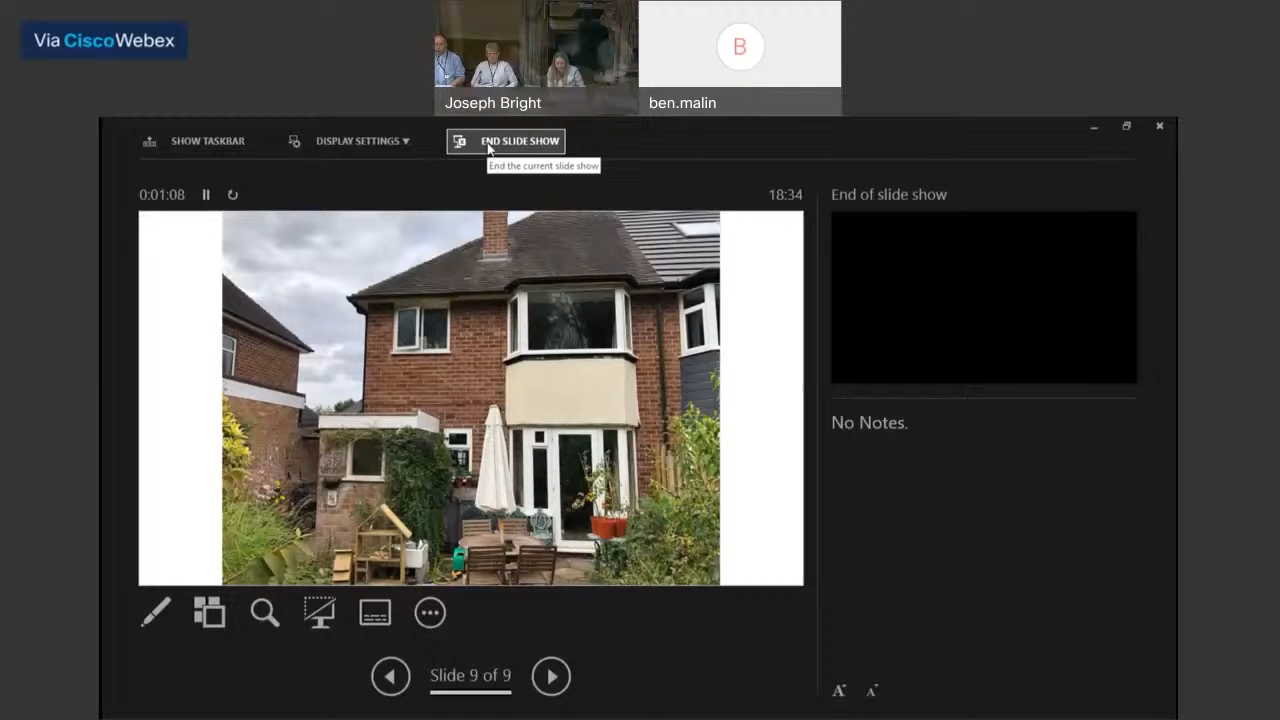 Via CiscoWebex
B
Joseph Bright
ben.malin
SHOW TASKBAR
DISPLAY SETTINGS ▼
END SLIDE SHOW
End the current slide show
0:01:08
18:34
End of slide show
No Notes.
Slide 9 of 9
A A